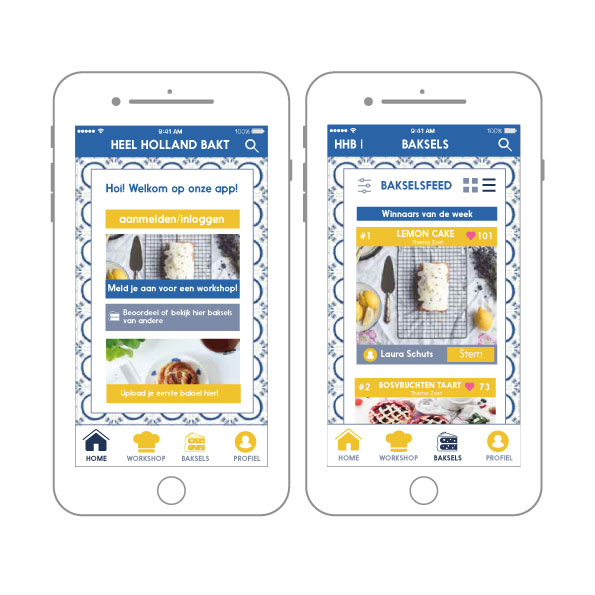 9:41 AM
100%
HEEL HOLLAND BAKT
Hoi! Welkom op onze app!
aanmelden/inloggen
Meld je aan voor een workshop!
Beoordeel of bekijk hier baksels
van andere
Upload je eerste baksel hier!
HOME WORKSHOP BAKSELS PROFIEL
9:41 AM
100%
HHB | BAKSELS
BAKSELSFEED
Winnaars van de week
#1 LEMON CAKE 101
Thema Zoet
Laura Schuts Stem
#2 BOSVRUCHTEN TAART 73
Thema Zoet
HOME WORKSHOP BAKSELS PROFIEL